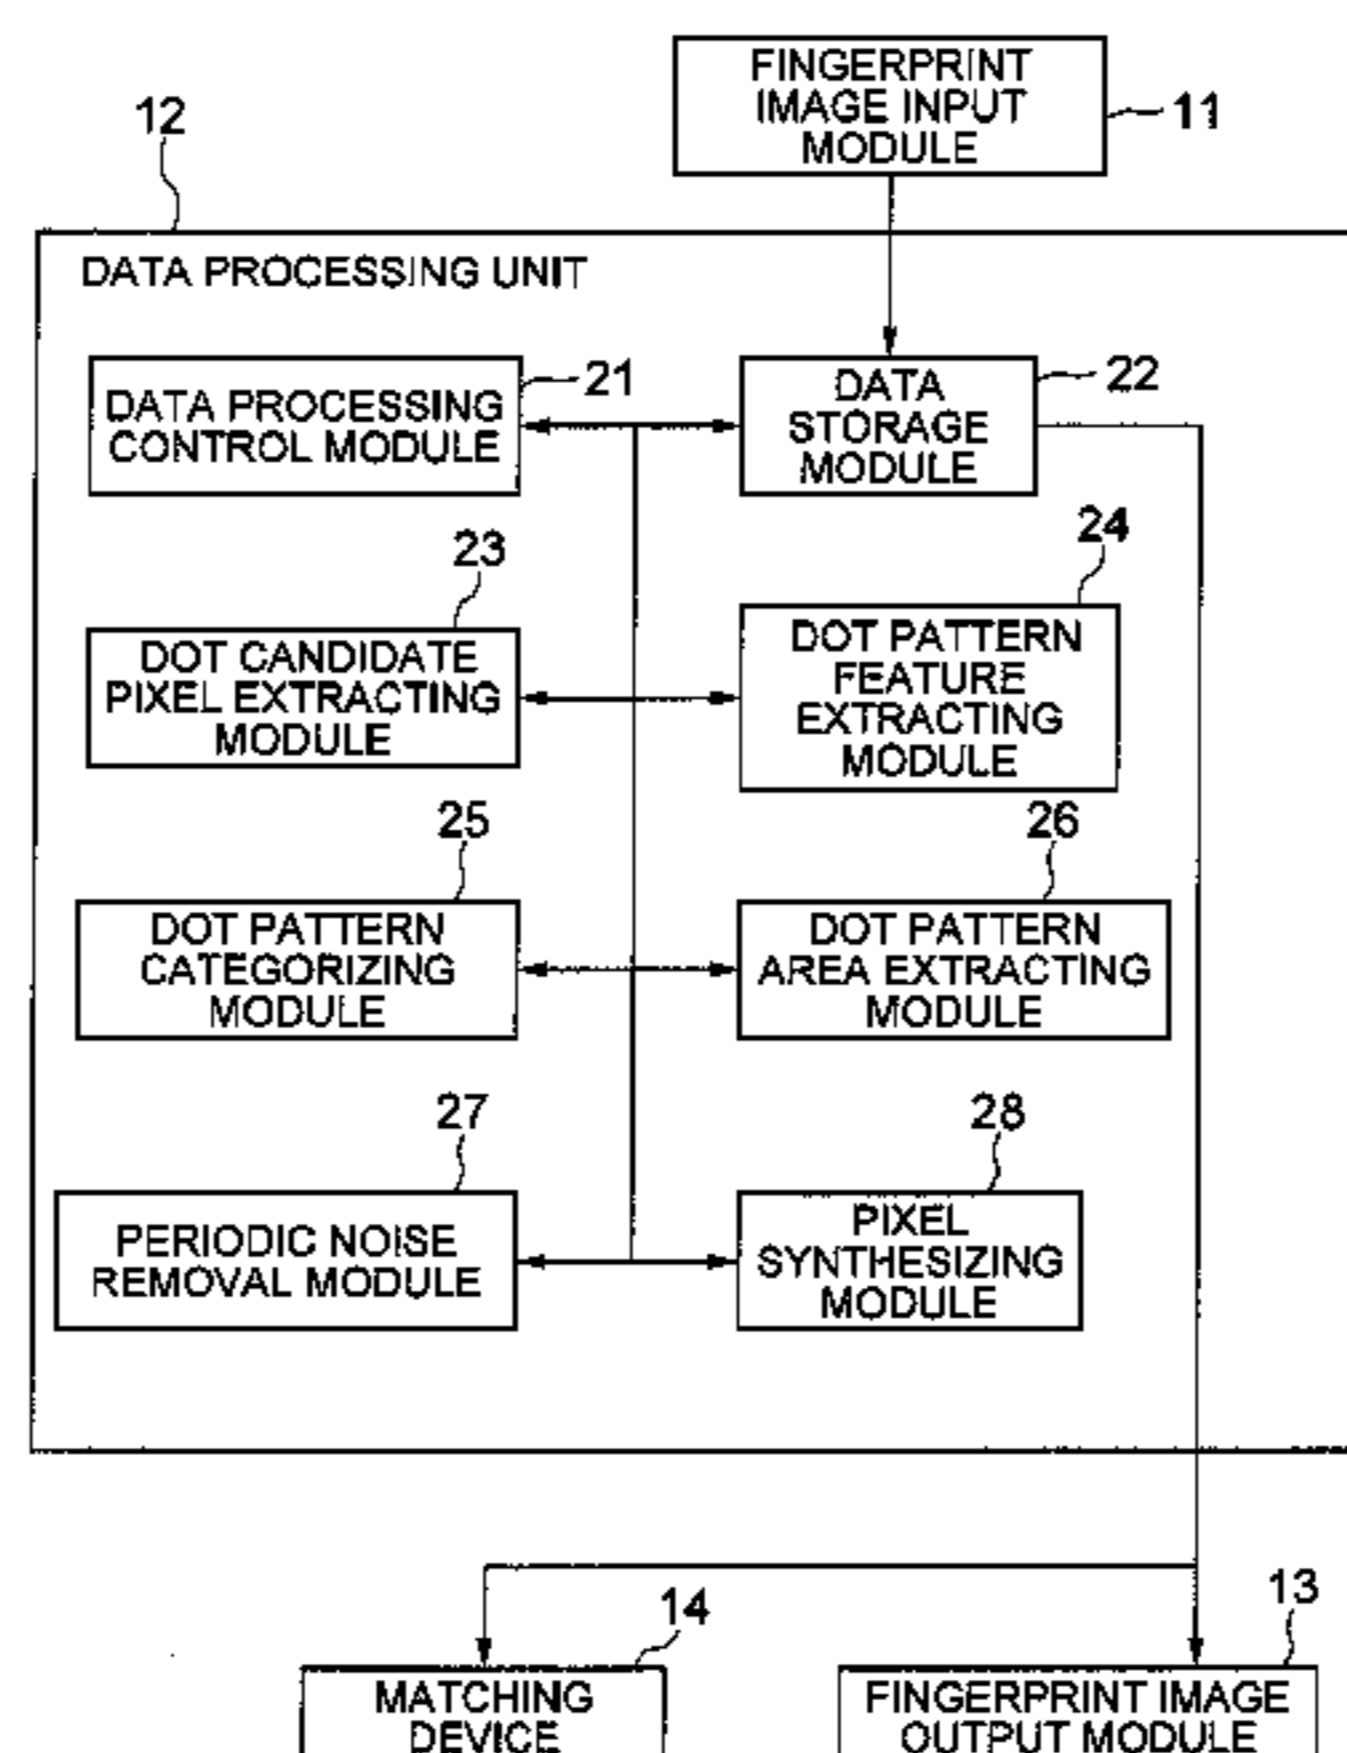 FINGERPRINT
IMAGE INPUT
MODULE
11
12
DATA PROCESSING UNIT
DATA PROCESSING
CONTROL MODULE
21
DATA
STORAGE
MODULE
22
23
DOT CANDIDATE
PIXEL EXTRACTING
MODULE
24
DOT PATTERN
FEATURE
EXTRACTING
MODULE
25
DOT PATTERN
CATEGORIZING
MODULE
26
DOT PATTERN
AREA EXTRACTING
MODULE
27
PERIODIC NOISE
REMOVAL MODULE
28
PIXEL
SYNTHESIZING
MODULE
14
MATCHING
DEVICE
13
FINGERPRINT IMAGE
OUTPUT MODULE